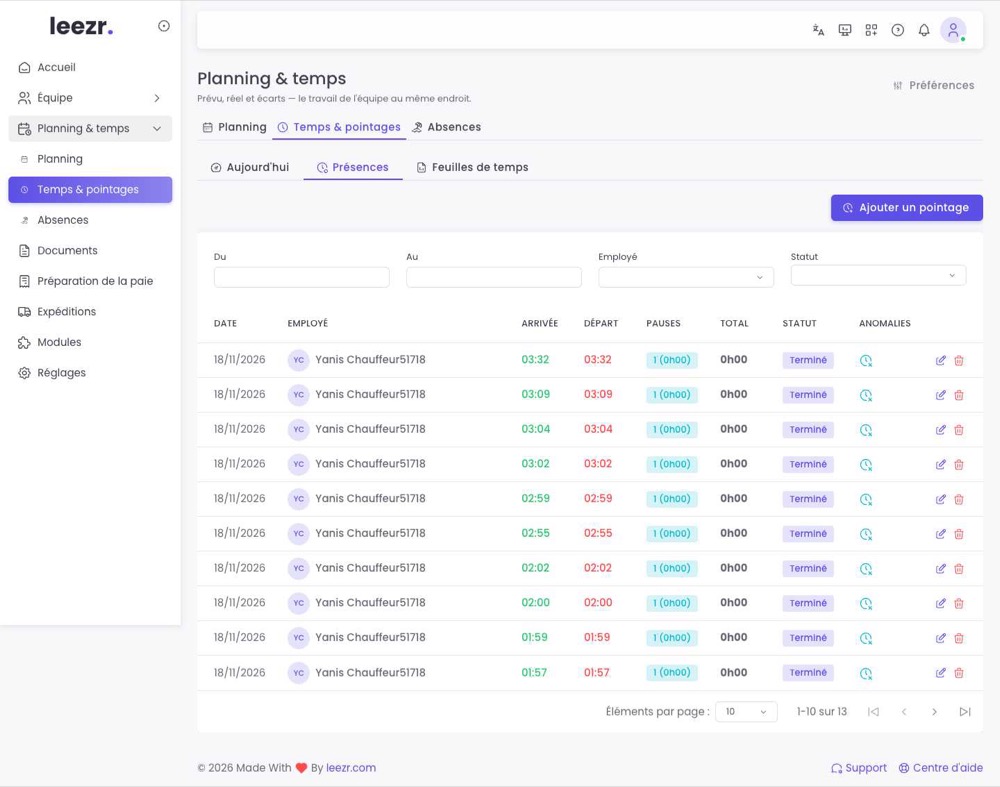 leezr.
Accueil
Équipe
Planning & temps
Planning
Temps & pointages
Absences
Documents
Préparation de la paie
Expéditions
Modules
Réglages
Planning & temps
Prévu, réel et écarts — le travail de l'équipe au même endroit.
Préférences
Planning Temps & pointages Absences
Aujourd'hui Présences Feuilles de temps
Ajouter un pointage
Du Au Employé Statut
DATE EMPLOYÉ ARRIVÉE DÉPART PAUSES TOTAL STATUT ANOMALIES
18/11/2026 YC Yanis Chauffeur51718 03:32 03:32 1 (0h00) 0h00 Terminé
18/11/2026 YC Yanis Chauffeur51718 03:09 03:09 1 (0h00) 0h00 Terminé
18/11/2026 YC Yanis Chauffeur51718 03:04 03:04 1 (0h00) 0h00 Terminé
18/11/2026 YC Yanis Chauffeur51718 03:02 03:02 1 (0h00) 0h00 Terminé
18/11/2026 YC Yanis Chauffeur51718 02:59 02:59 1 (0h00) 0h00 Terminé
18/11/2026 YC Yanis Chauffeur51718 02:55 02:55 1 (0h00) 0h00 Terminé
18/11/2026 YC Yanis Chauffeur51718 02:02 02:02 1 (0h00) 0h00 Terminé
18/11/2026 YC Yanis Chauffeur51718 02:00 02:00 1 (0h00) 0h00 Terminé
18/11/2026 YC Yanis Chauffeur51718 01:59 01:59 1 (0h00) 0h00 Terminé
18/11/2026 YC Yanis Chauffeur51718 01:57 01:57 1 (0h00) 0h00 Terminé
Éléments par page : 10 1-10 sur 13
© 2026 Made With ❤ By leezr.com
Support Centre d'aide